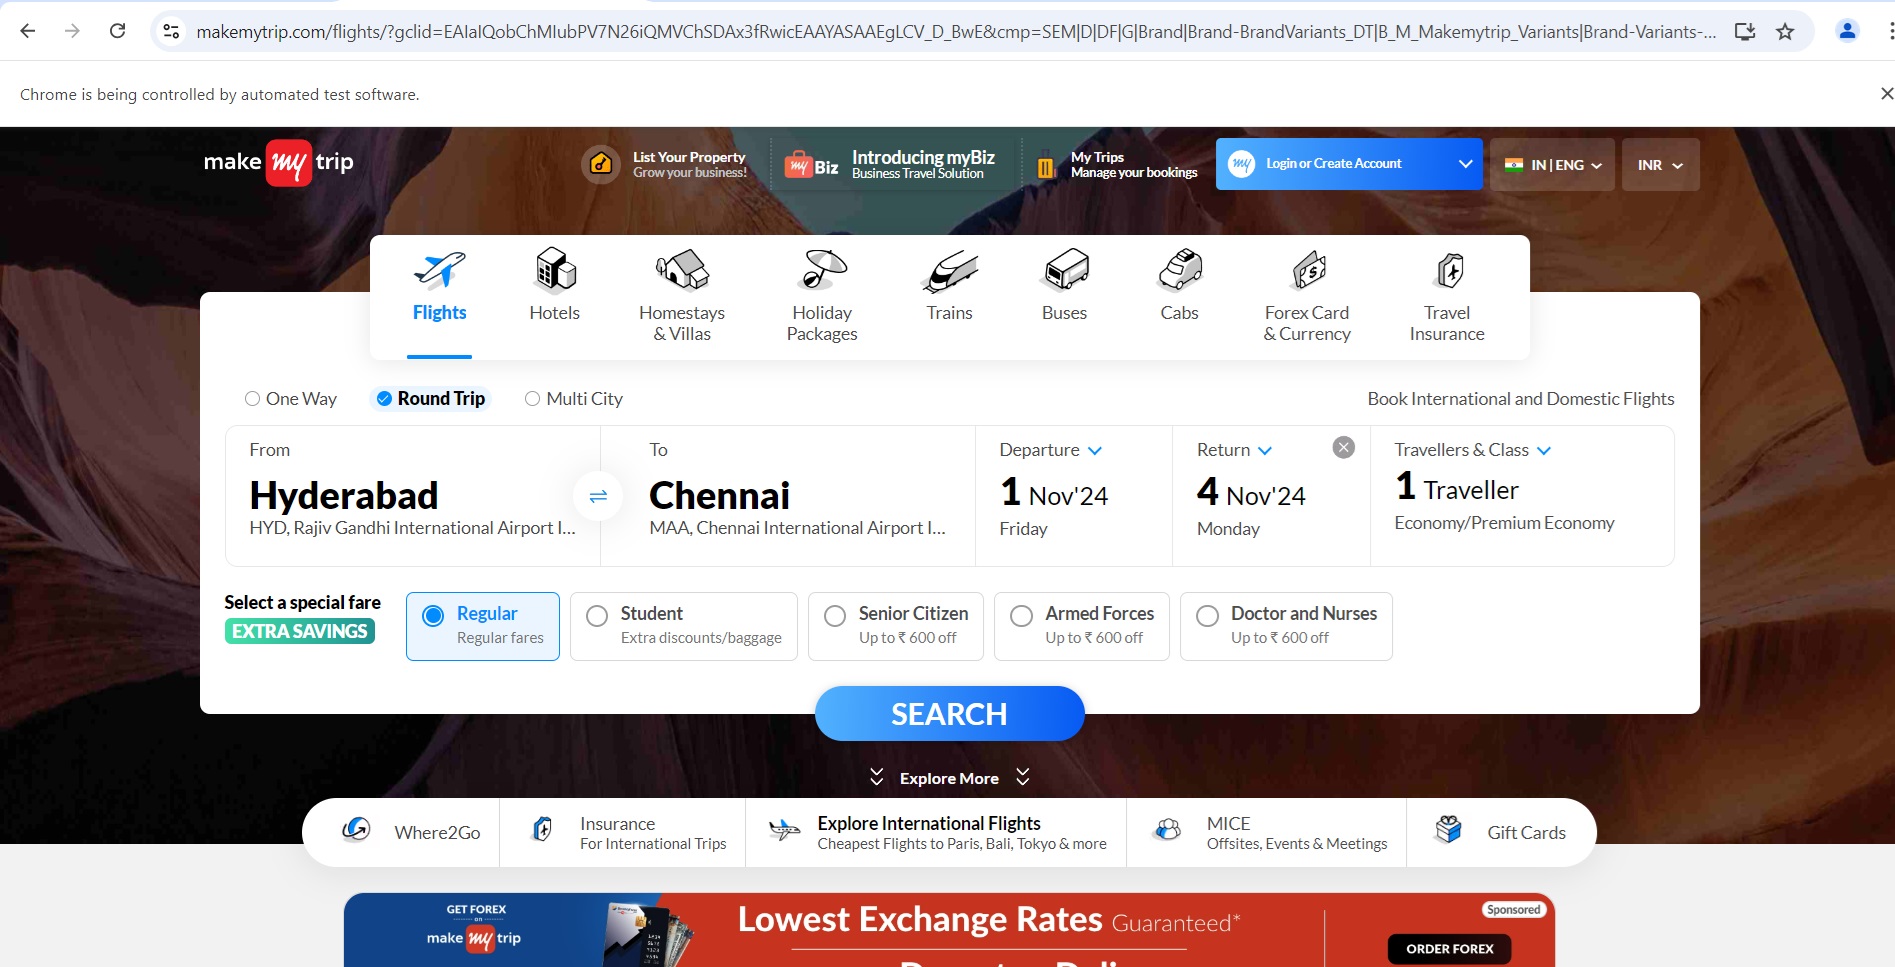 makemytrip.com/flights/?gclid=EAIaIQobChMIubPV7N26iQMVChSDAx3fRwicEAAYASAAEgLCV_D_BwE&cmp=SEM|D|DF|G|Brand|Brand-BrandVariants_DT|B_M_Makemytrip_Variants|Brand-Variants-...
Chrome is being controlled by automated test software.
make my trip
List Your Property
Grow your business!
my Biz
Introducing myBiz
Business Travel Solution
My Trips
Manage your bookings
my
Login or Create Account
IN | ENG
INR
Flights
Hotels
Homestays
& Villas
Holiday
Packages
Trains
Buses
Cabs
Forex Card
& Currency
Travel
Insurance
One Way
Round Trip
Multi City
Book International and Domestic Flights
From
Hyderabad
HYD, Rajiv Gandhi International Airport I...
To
Chennai
MAA, Chennai International Airport I...
Departure
1 Nov'24
Friday
Return
4 Nov'24
Monday
Travellers & Class
1 Traveller
Economy/Premium Economy
Select a special fare
EXTRA SAVINGS
Regular
Regular fares
Student
Extra discounts/baggage
Senior Citizen
Up to ₹ 600 off
Armed Forces
Up to ₹ 600 off
Doctor and Nurses
Up to ₹ 600 off
SEARCH
Explore More
Where2Go
Insurance
For International Trips
Explore International Flights
Cheapest Flights to Paris, Bali, Tokyo & more
MICE
Offsites, Events & Meetings
Gift Cards
GET FOREX
on
make my trip
Lowest Exchange Rates Guaranteed*
Sponsored
ORDER FOREX